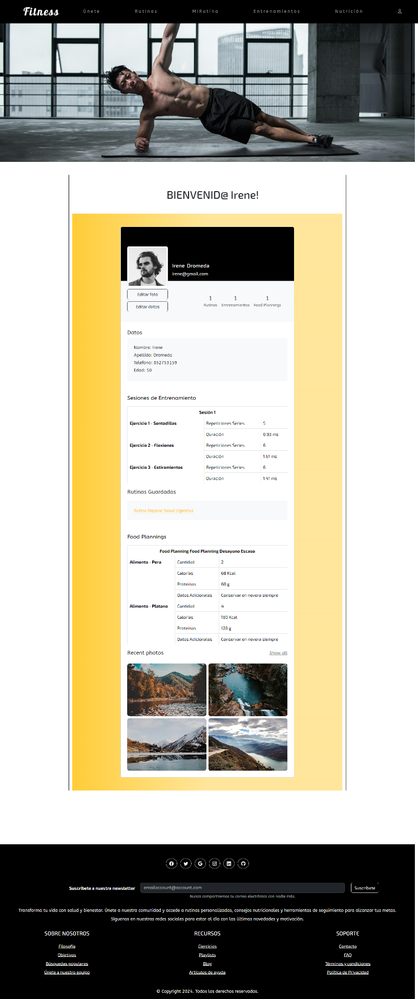 Fitness Únete Rutinas MiRutina Entrenamientos Nutrición
BIENVENID@ Irene!
Irene Dromeda
irene@gmail.com
Editar foto
Editar datos
1 1 1
Rutinas Entrenamientos Food Plannings
Datos
Nombre: Irene
Apellido: Dromeda
Telefono: 852753159
Edad: 50
Sesiones de Entrenamiento
Sesión 1
Ejercicio 1 - Sentadillas Repeticiones Series 5
Duración 0.93 ms
Ejercicio 2 - Flexiones Repeticiones Series 6
Duración 1.61 ms
Ejercicio 3 - Estiramientos Repeticiones Series 6
Duración 1.41 ms
Rutinas Guardadas
Rutina Mejorar Salud digestiva
Food Plannings
Food Planning Food Planning Desayuno Escaso
Alimento - Pera Cantidad 2
Calorías 68 Kcal
Proteinas 60 g
Datos Adicionales Conservar en nevera siempre
Alimento - Platano Cantidad 4
Calorías 180 Kcal
Proteinas 128 g
Datos Adicionales Conservar en nevera siempre
Recent photos Show all
Suscríbete a nuestra newsletter emailaccount@account.com Suscríbete
Nunca compartiremos tu correo electrónico con nadie más.
Transforma tu vida con salud y bienestar. Únete a nuestra comunidad y accede a rutinas personalizadas, consejos nutricionales y herramientas de seguimiento para alcanzar tus metas.
Síguenos en nuestras redes sociales para estar al día con las últimas novedades y motivación.
SOBRE NOSOTROS
Filosofía
Objetivos
Búsquedas populares
Únete a nuestro equipo
RECURSOS
Ejercicios
Playlists
Blog
Artículos de ayuda
SOPORTE
Contacto
FAQ
Términos y condiciones
Política de Privacidad
© Copyright 2024. Todos los derechos reservados.